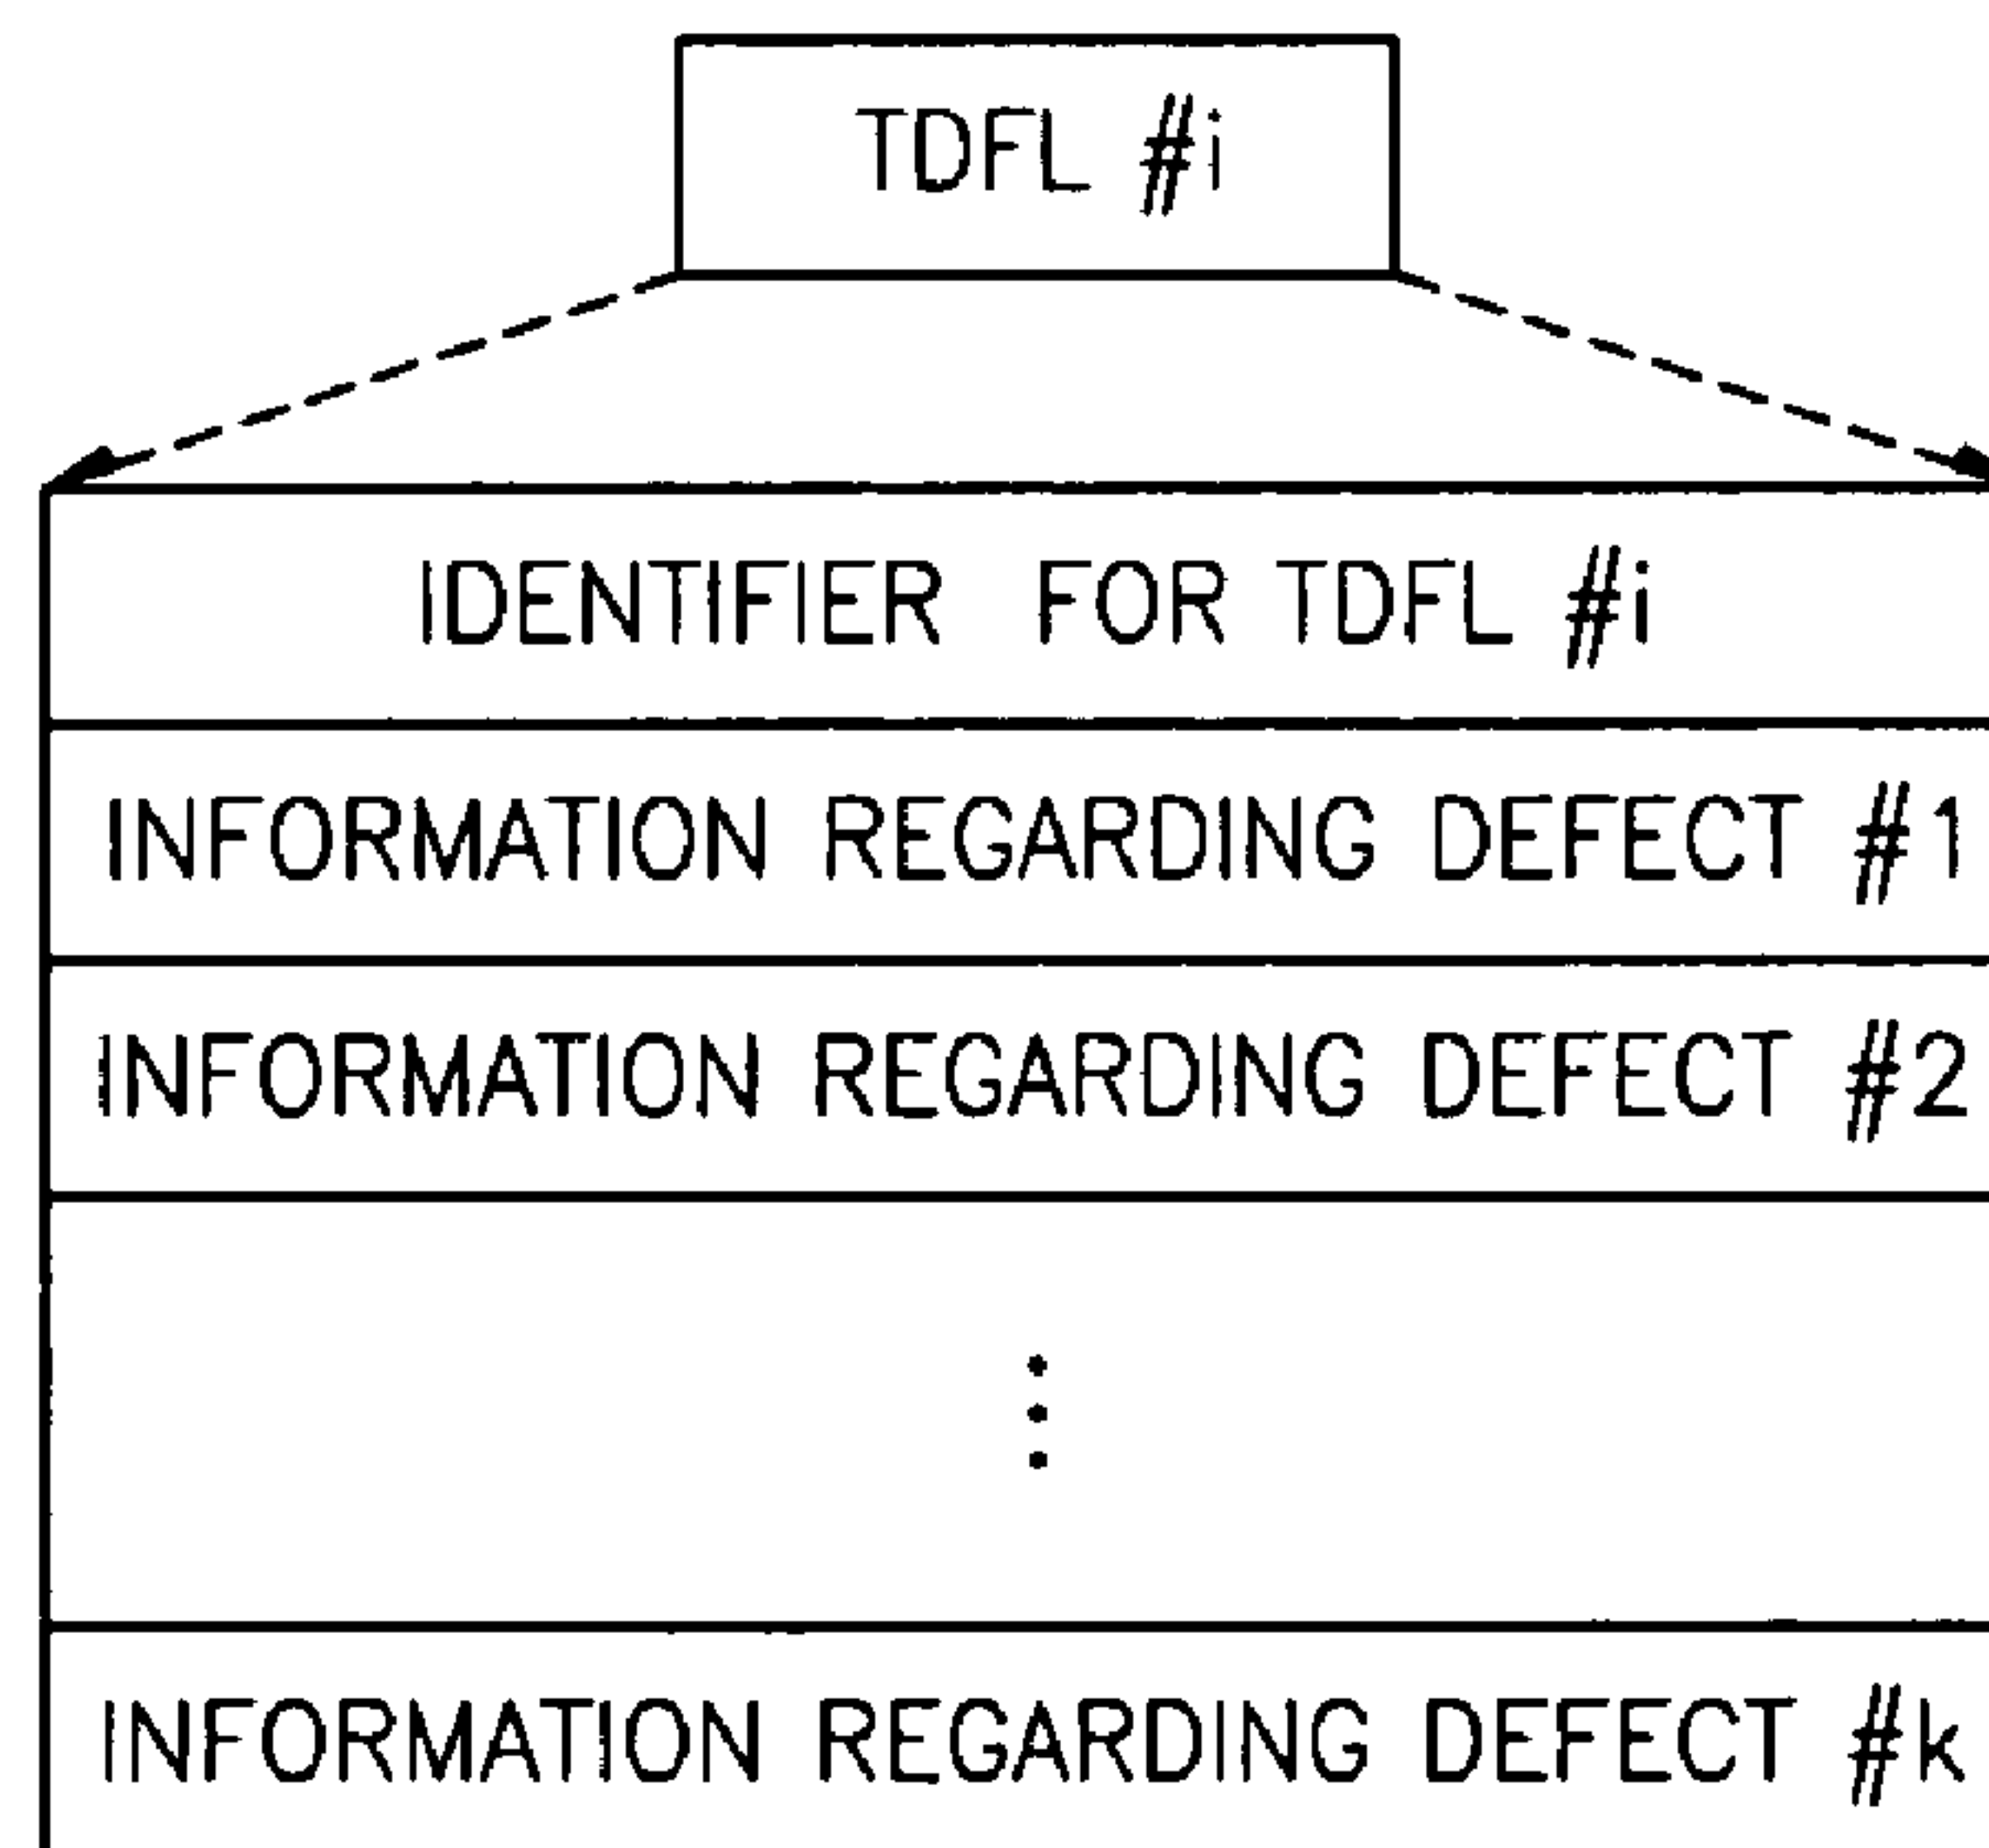 TDFL #i
IDENTIFIER FOR TDFL #i
INFORMATION REGARDING DEFECT #1
INFORMATION REGARDING DEFECT #2
INFORMATION REGARDING DEFECT #k